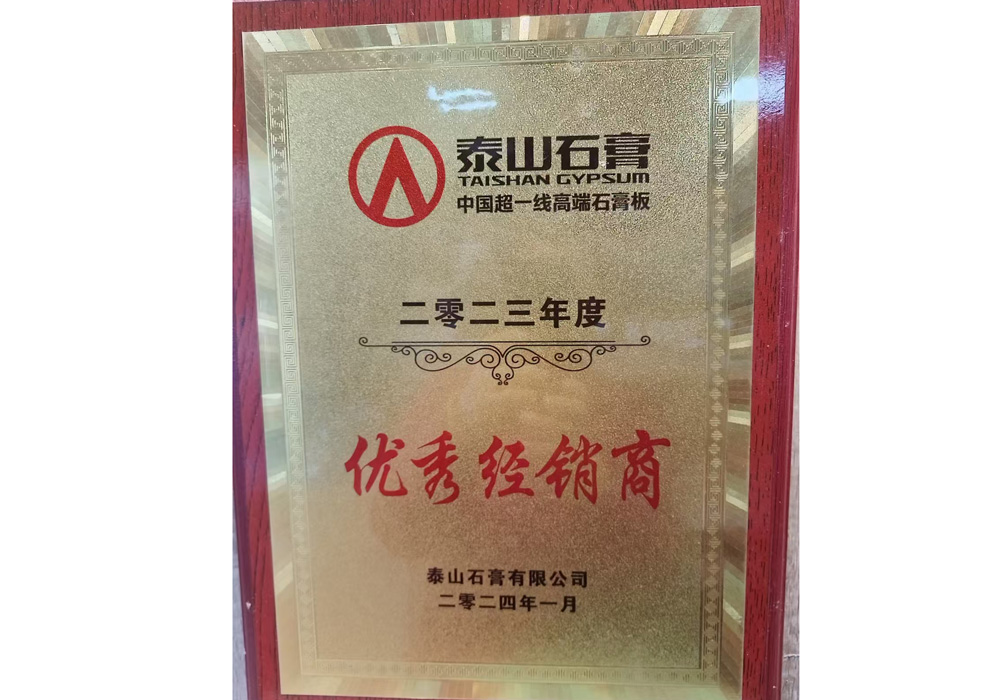 泰山石膏
TAISHAN GYPSUM
中国超一线高端石膏板
二零二三年度
优秀经销商
泰山石膏有限公司
二零二四年一月